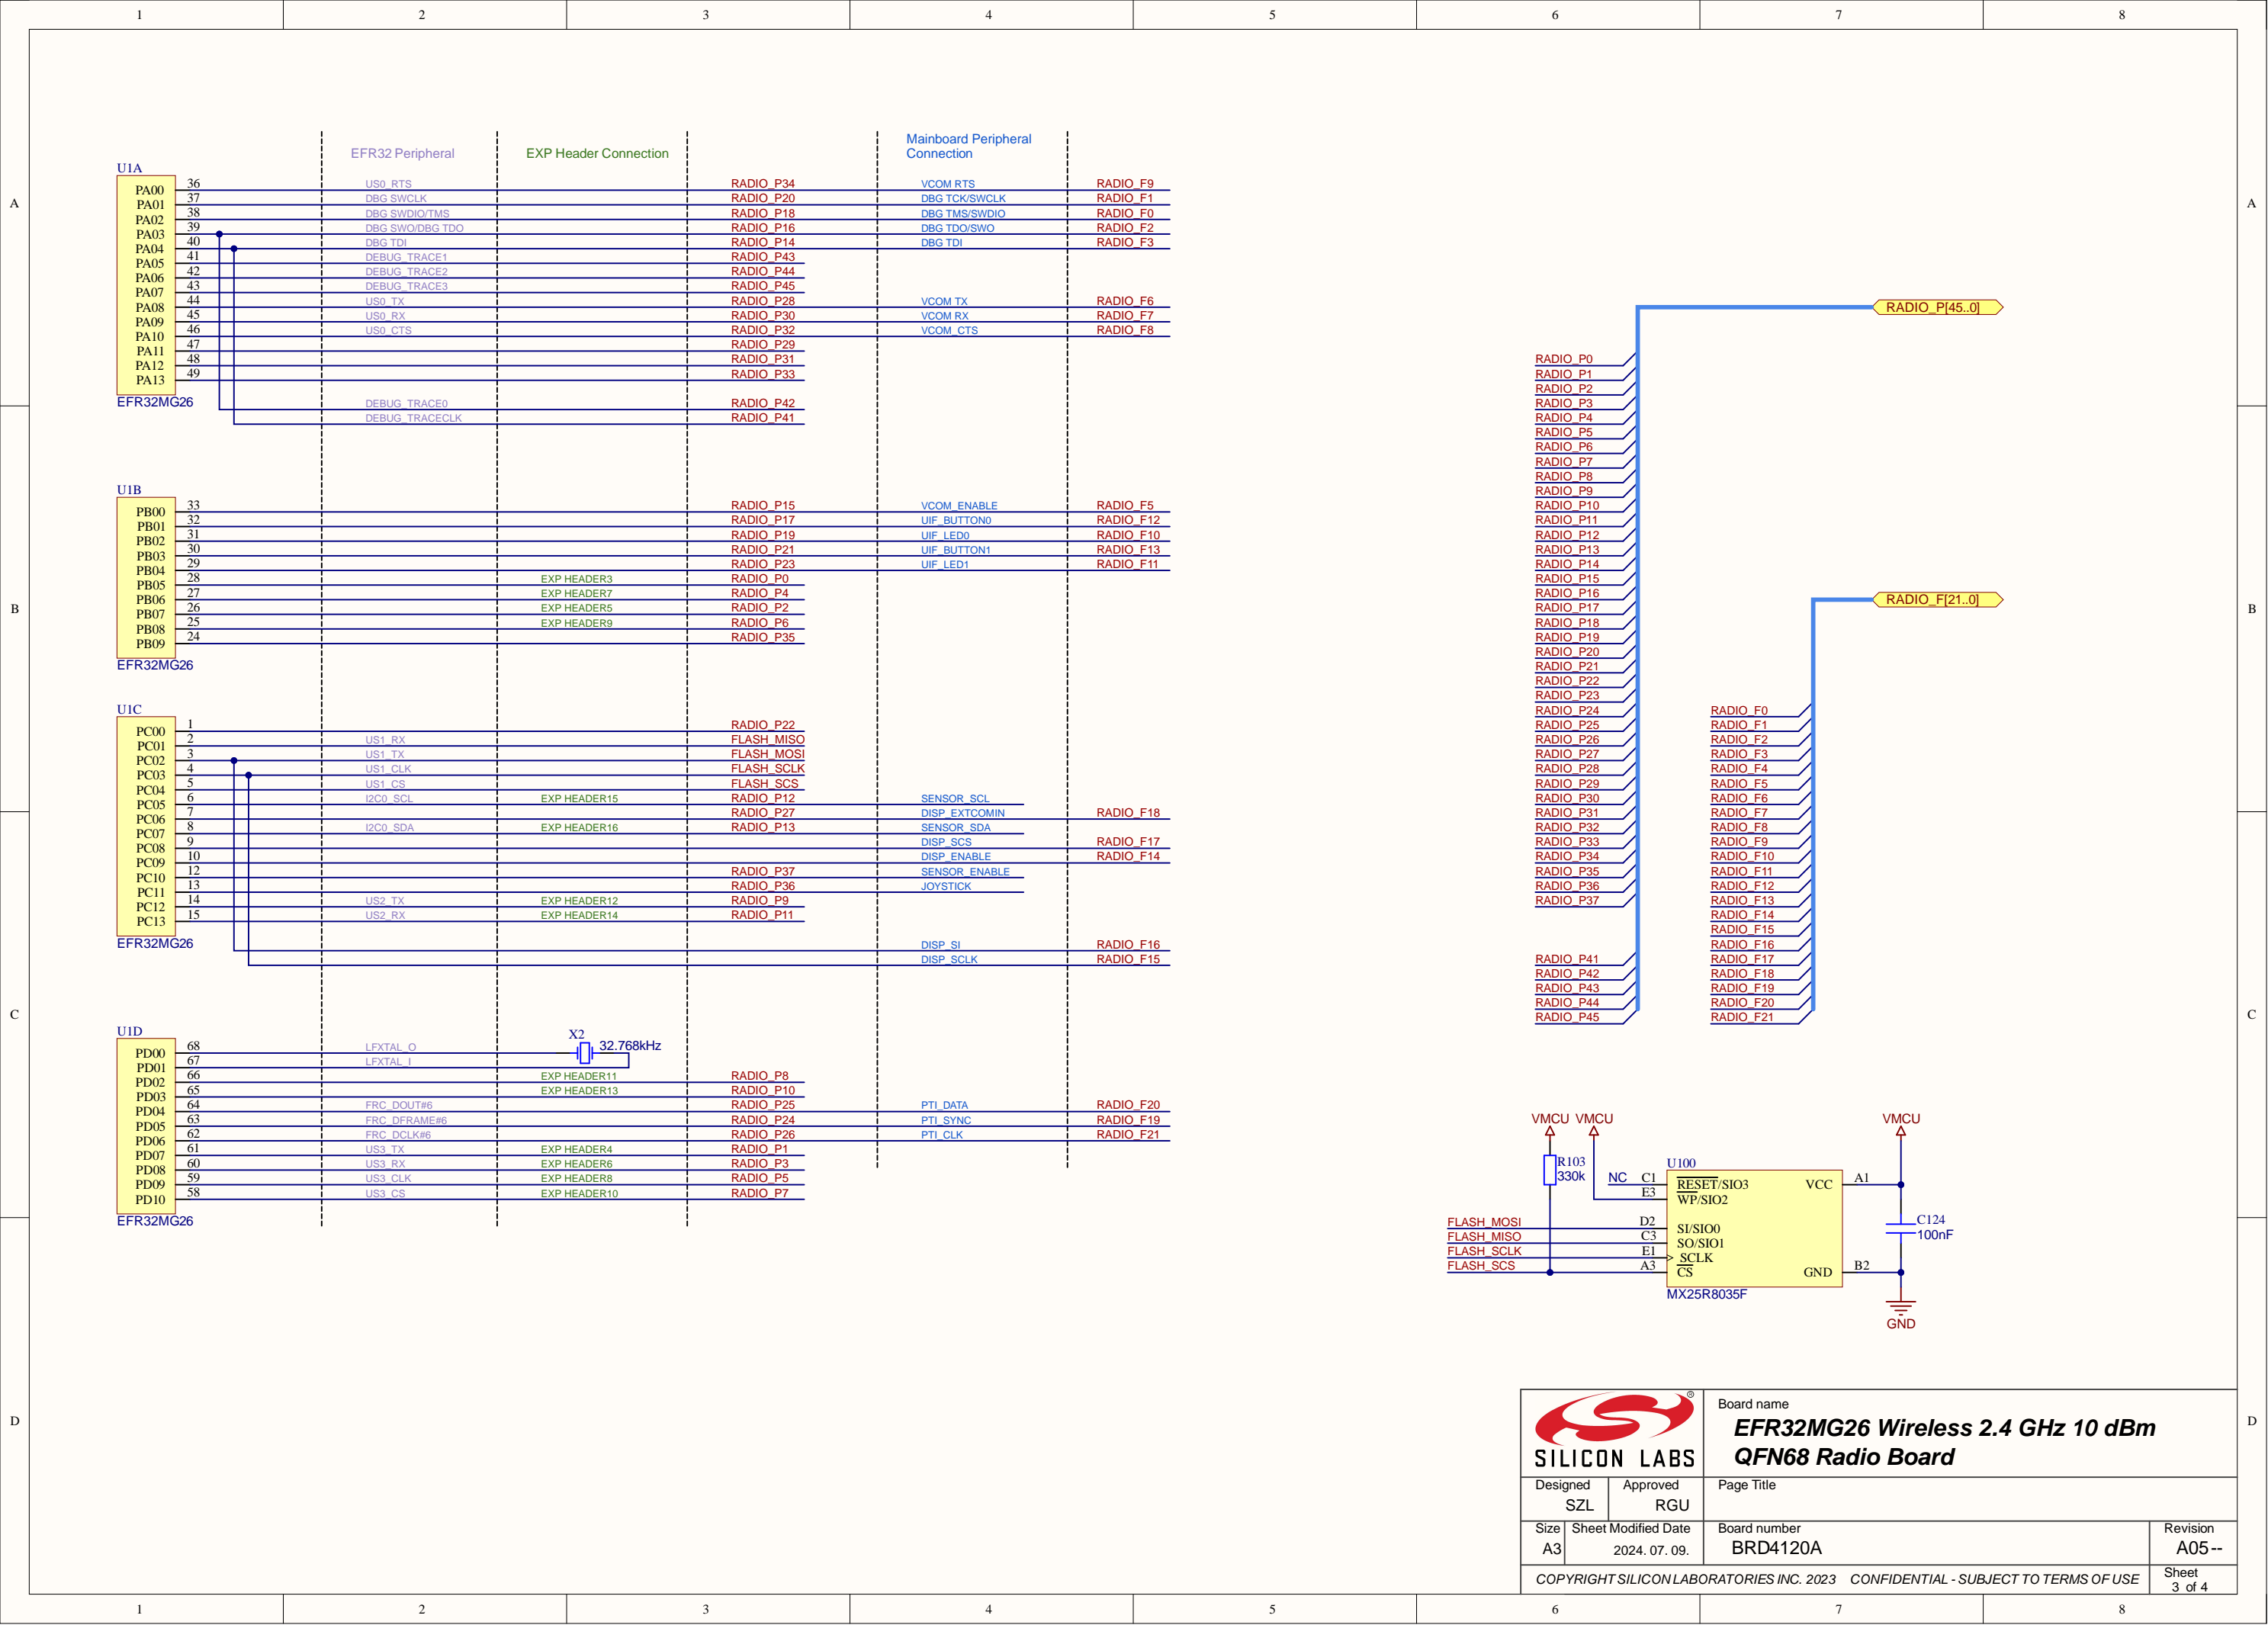 1 2 3 4 5 6 7 8
A
B
C
D
EFR32 Peripheral
EXP Header Connection
Mainboard Peripheral
Connection
U1A
PA00 36 US0_RTS RADIO_P34 VCOM RTS RADIO_F9
PA01 37 DBG SWCLK RADIO_P20 DBG TCK/SWCLK RADIO_F1
PA02 38 DBG SWDIO/TMS RADIO_P18 DBG TMS/SWDIO RADIO_F0
PA03 39 DBG SWO/DBG TDO RADIO_P16 DBG TDO/SWO RADIO_F2
PA04 40 DBG TDI RADIO_P14 DBG TDI RADIO_F3
PA05 41 DEBUG_TRACE1 RADIO_P43
PA06 42 DEBUG_TRACE2 RADIO_P44
PA07 43 DEBUG_TRACE3 RADIO_P45
PA08 44 US0_TX RADIO_P28 VCOM TX RADIO_F6
PA09 45 US0_RX RADIO_P30 VCOM RX RADIO_F7
PA10 46 US0_CTS RADIO_P32 VCOM_CTS RADIO_F8
PA11 47 RADIO_P29
PA12 48 RADIO_P31
PA13 49 RADIO_P33
EFR32MG26
DEBUG_TRACE0 RADIO_P42
DEBUG_TRACECLK RADIO_P41
U1B
PB00 33 RADIO_P15 VCOM_ENABLE RADIO_F5
PB01 32 RADIO_P17 UIF_BUTTON0 RADIO_F12
PB02 31 RADIO_P19 UIF_LED0 RADIO_F10
PB03 30 RADIO_P21 UIF_BUTTON1 RADIO_F13
PB04 29 RADIO_P23 UIF_LED1 RADIO_F11
PB05 28 EXP HEADER3 RADIO_P0
PB06 27 EXP HEADER7 RADIO_P4
PB07 26 EXP HEADER5 RADIO_P2
PB08 25 EXP HEADER9 RADIO_P6
PB09 24 RADIO_P35
EFR32MG26
U1C
PC00 1 RADIO_P22
PC01 2 US1_RX FLASH_MISO
PC02 3 US1_TX FLASH_MOSI
PC03 4 US1_CLK FLASH_SCLK
PC04 5 US1_CS FLASH_SCS
PC05 6 I2C0_SCL EXP HEADER15 RADIO_P12 SENSOR_SCL
PC06 7 RADIO_P27 DISP_EXTCOMIN RADIO_F18
PC07 8 I2C0_SDA EXP HEADER16 RADIO_P13 SENSOR_SDA
PC08 9 DISP_SCS RADIO_F17
PC09 10 DISP_ENABLE RADIO_F14
PC10 12 RADIO_P37 SENSOR_ENABLE
PC11 13 RADIO_P36 JOYSTICK
PC12 14 US2_TX EXP HEADER12 RADIO_P9
PC13 15 US2_RX EXP HEADER14 RADIO_P11
EFR32MG26
DISP_SI RADIO_F16
DISP_SCLK RADIO_F15
U1D
X2
32.768kHz
PD00 68 LFXTAL_O
PD01 67 LFXTAL_I
PD02 66 EXP HEADER11 RADIO_P8
PD03 65 EXP HEADER13 RADIO_P10
PD04 64 FRC_DOUT#6 RADIO_P25 PTI_DATA RADIO_F20
PD05 63 FRC_DFRAME#6 RADIO_P24 PTI_SYNC RADIO_F19
PD06 62 FRC_DCLK#6 RADIO_P26 PTI_CLK RADIO_F21
PD07 61 US3_TX EXP HEADER4 RADIO_P1
PD08 60 US3_RX EXP HEADER6 RADIO_P3
PD09 59 US3_CLK EXP HEADER8 RADIO_P5
PD10 58 US3_CS EXP HEADER10 RADIO_P7
EFR32MG26
RADIO_P[45..0]
RADIO_P0
RADIO_P1
RADIO_P2
RADIO_P3
RADIO_P4
RADIO_P5
RADIO_P6
RADIO_P7
RADIO_P8
RADIO_P9
RADIO_P10
RADIO_P11
RADIO_P12
RADIO_P13
RADIO_P14
RADIO_P15
RADIO_P16
RADIO_P17
RADIO_P18
RADIO_P19
RADIO_P20
RADIO_P21
RADIO_P22
RADIO_P23
RADIO_P24
RADIO_P25
RADIO_P26
RADIO_P27
RADIO_P28
RADIO_P29
RADIO_P30
RADIO_P31
RADIO_P32
RADIO_P33
RADIO_P34
RADIO_P35
RADIO_P36
RADIO_P37
RADIO_P41
RADIO_P42
RADIO_P43
RADIO_P44
RADIO_P45
RADIO_F[21..0]
RADIO_F0
RADIO_F1
RADIO_F2
RADIO_F3
RADIO_F4
RADIO_F5
RADIO_F6
RADIO_F7
RADIO_F8
RADIO_F9
RADIO_F10
RADIO_F11
RADIO_F12
RADIO_F13
RADIO_F14
RADIO_F15
RADIO_F16
RADIO_F17
RADIO_F18
RADIO_F19
RADIO_F20
RADIO_F21
VMCU VMCU VMCU
R103
330k
U100
NC C1 RESET/SIO3 VCC A1
E3 WP/SIO2
FLASH_MOSI D2 SI/SIO0
FLASH_MISO C3 SO/SIO1
FLASH_SCLK E1 SCLK
FLASH_SCS A3 CS GND B2
MX25R8035F
C124
100nF
GND
SILICON LABS ®
Board name
EFR32MG26 Wireless 2.4 GHz 10 dBm
QFN68 Radio Board
Designed Approved Page Title
SZL RGU
Size Sheet Modified Date Board number Revision
A3 2024. 07. 09. BRD4120A A05--
COPYRIGHT SILICON LABORATORIES INC. 2023 CONFIDENTIAL - SUBJECT TO TERMS OF USE Sheet
3 of 4
A
B
C
D
1 2 3 4 5 6 7 8